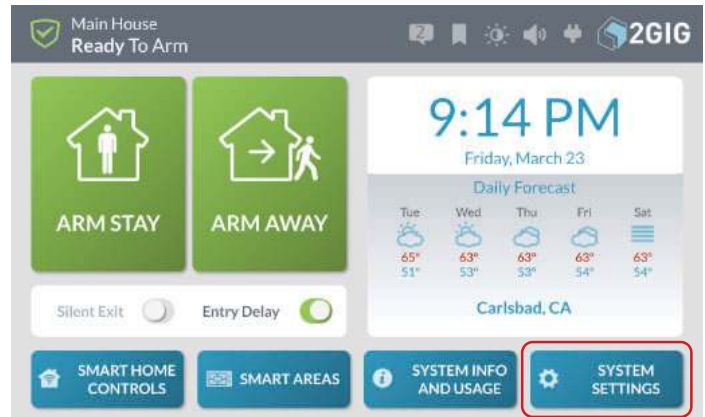 Main House
Ready To Arm
2
2GIG
ARM STAY
ARM AWAY
Silent Exit
Entry Delay
9:14 PM
Friday, March 23
Daily Forecast
Tue Wed Thu Fri Sat
65° 63° 63° 63° 63°
51° 53° 53° 54° 54°
Carlsbad, CA
SMART HOME
CONTROLS
SMART AREAS
SYSTEM INFO
AND USAGE
SYSTEM
SETTINGS